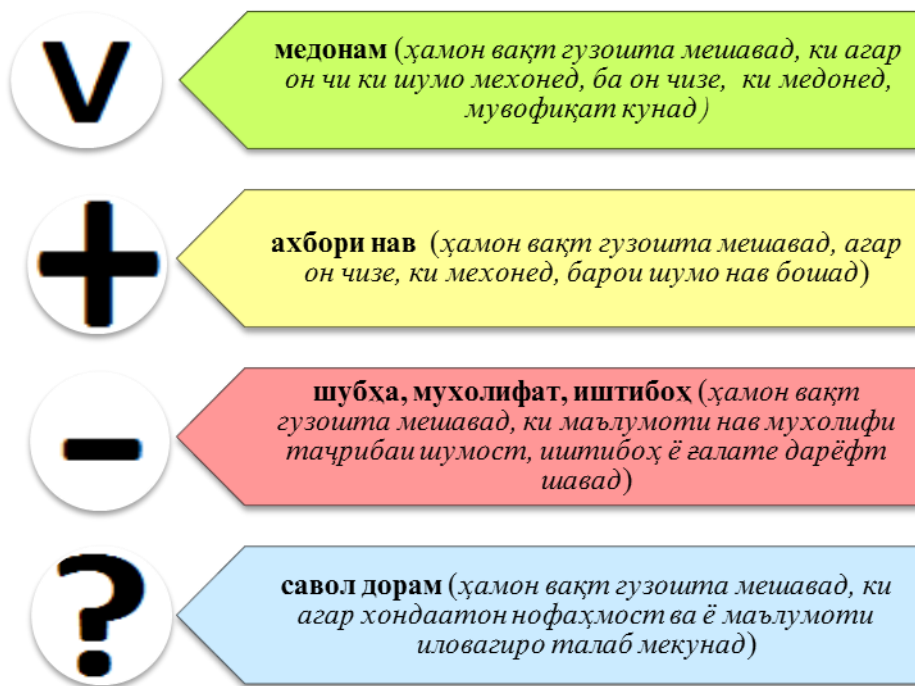 V
медонам (ҳамон вақт гузошта мешавад, ки агар
он чи ки шумо мехонед, ба он чизе, ки медонед,
мувофиқат кунад)
+
ахбори нав (ҳамон вақт гузошта мешавад, агар
он чизе, ки мехонед, барои шумо нав бошад)
-
шубҳа, мухолифат, иштибоҳ (ҳамон вақт
гузошта мешавад, ки маълумоти нав мухолифи
таҷрибаи шумост, иштибоҳ ё ғалате дарёфт
шавад)
?
савол дорам (ҳамон вақт гузошта мешавад, ки
агар хондаатон нофаҳмост ва ё маълумоти
иловагиро талаб мекунад)